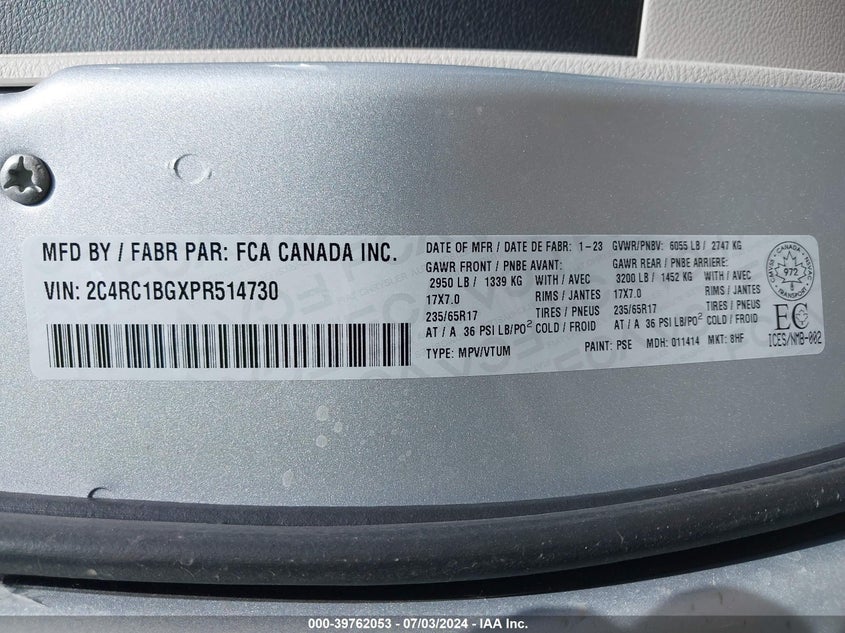 MFD BY / FABR PAR: FCA CANADA INC.
VIN: 2C4RC1BGXPR514730
DATE OF MFR / DATE DE FABR: 1-23 GVWR/PNBV: 6055 LB / 2747 KG
GAWR FRONT / PNBE AVANT: GAWR REAR / PNBE ARRIERE:
2950 LB / 1339 KG WITH / AVEC 3200 LB / 1452 KG WITH / AVEC
17X7.0 RIMS / JANTES 17X7.0 RIMS / JANTES
235/65R17 TIRES / PNEUS 235/65R17 TIRES / PNEUS
AT / A 36 PSI LB/PO² COLD / FROID AT / A 36 PSI LB/PO² COLD / FROID
TYPE: MPV/VTUM PAINT: PSE MDH: 011414 MKT: 8HF
CANADA
972
TRANSPORT
EC
ICES/NMB-002
000-39762053 - 07/03/2024 - IAA Inc.